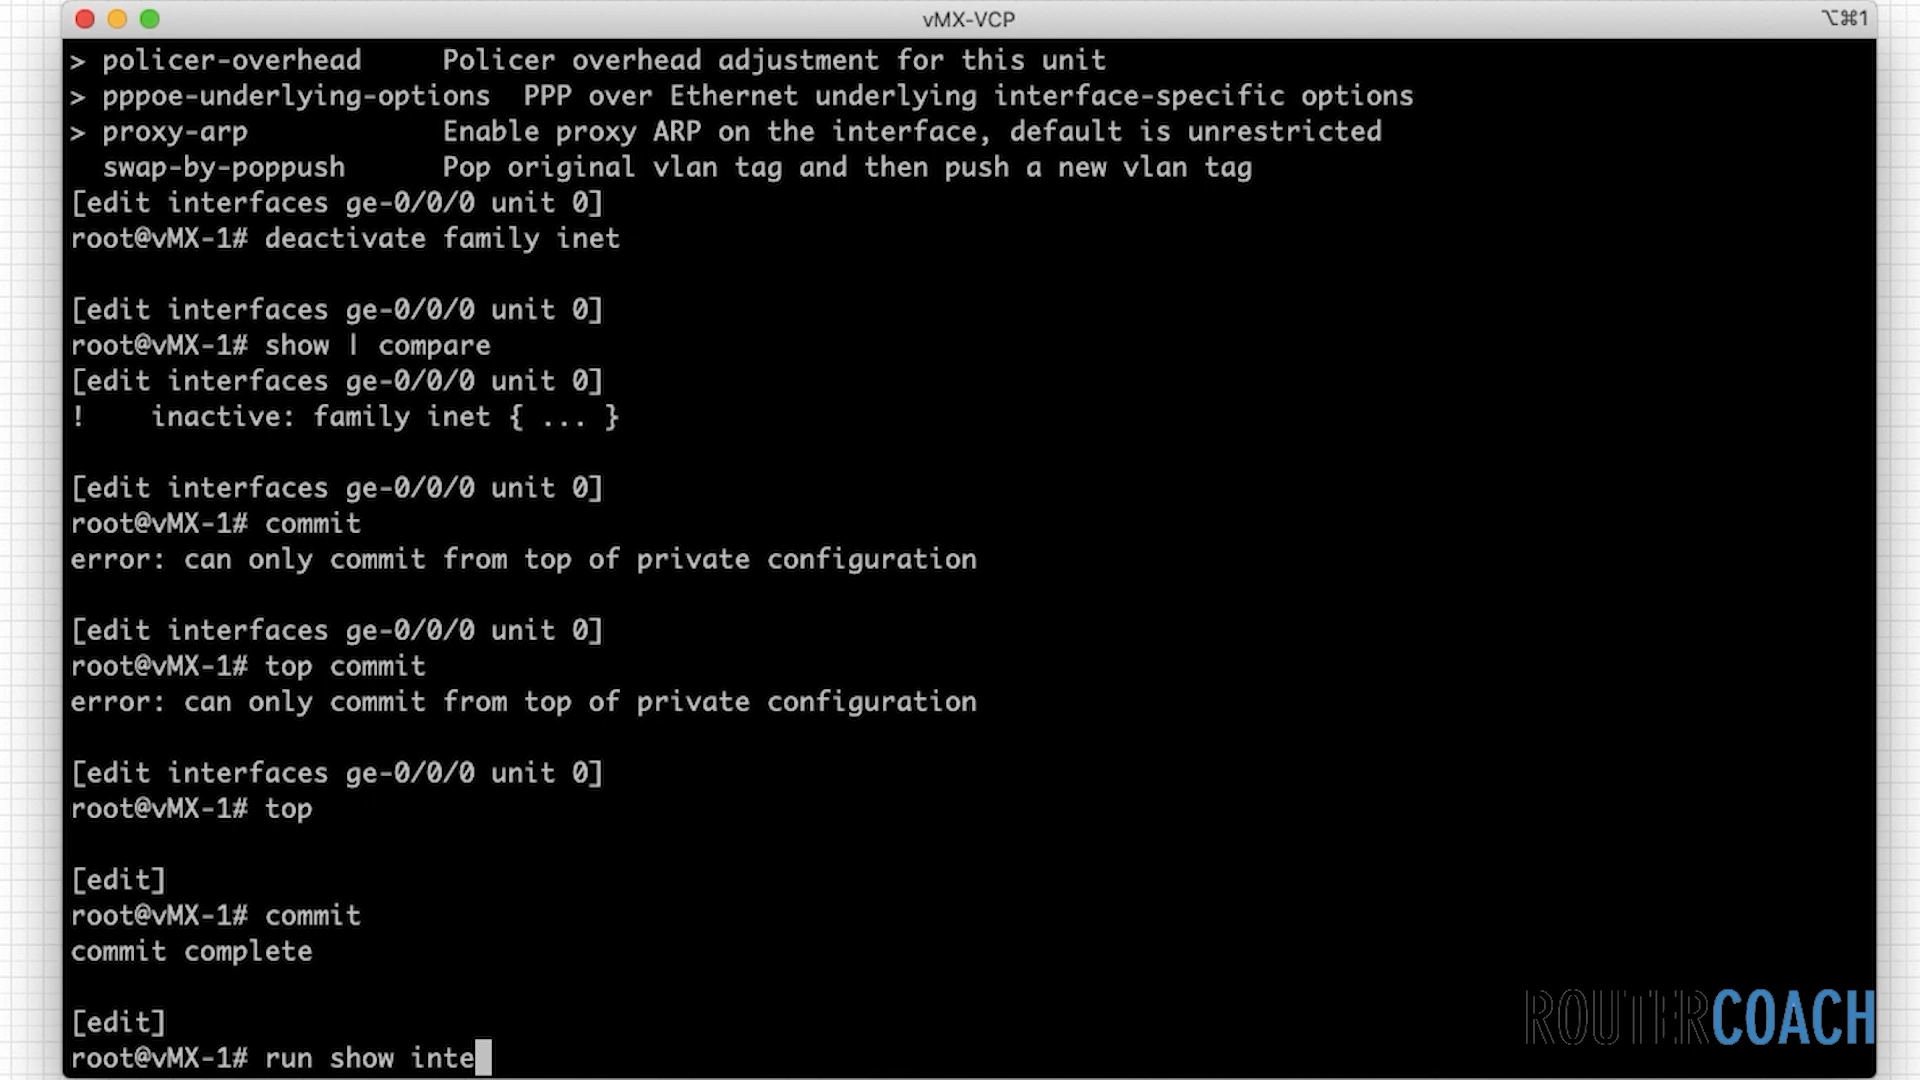 vMX-VCP
⌥⌘1
> policer-overhead     Policer overhead adjustment for this unit
> pppoe-underlying-options  PPP over Ethernet underlying interface-specific options
> proxy-arp            Enable proxy ARP on the interface, default is unrestricted
  swap-by-poppush      Pop original vlan tag and then push a new vlan tag
[edit interfaces ge-0/0/0 unit 0]
root@vMX-1# deactivate family inet
[edit interfaces ge-0/0/0 unit 0]
root@vMX-1# show | compare
[edit interfaces ge-0/0/0 unit 0]
!    inactive: family inet { ... }
[edit interfaces ge-0/0/0 unit 0]
root@vMX-1# commit
error: can only commit from top of private configuration
[edit interfaces ge-0/0/0 unit 0]
root@vMX-1# top commit
error: can only commit from top of private configuration
[edit interfaces ge-0/0/0 unit 0]
root@vMX-1# top
[edit]
root@vMX-1# commit
commit complete
[edit]
root@vMX-1# run show inte
ROUTERCOACH